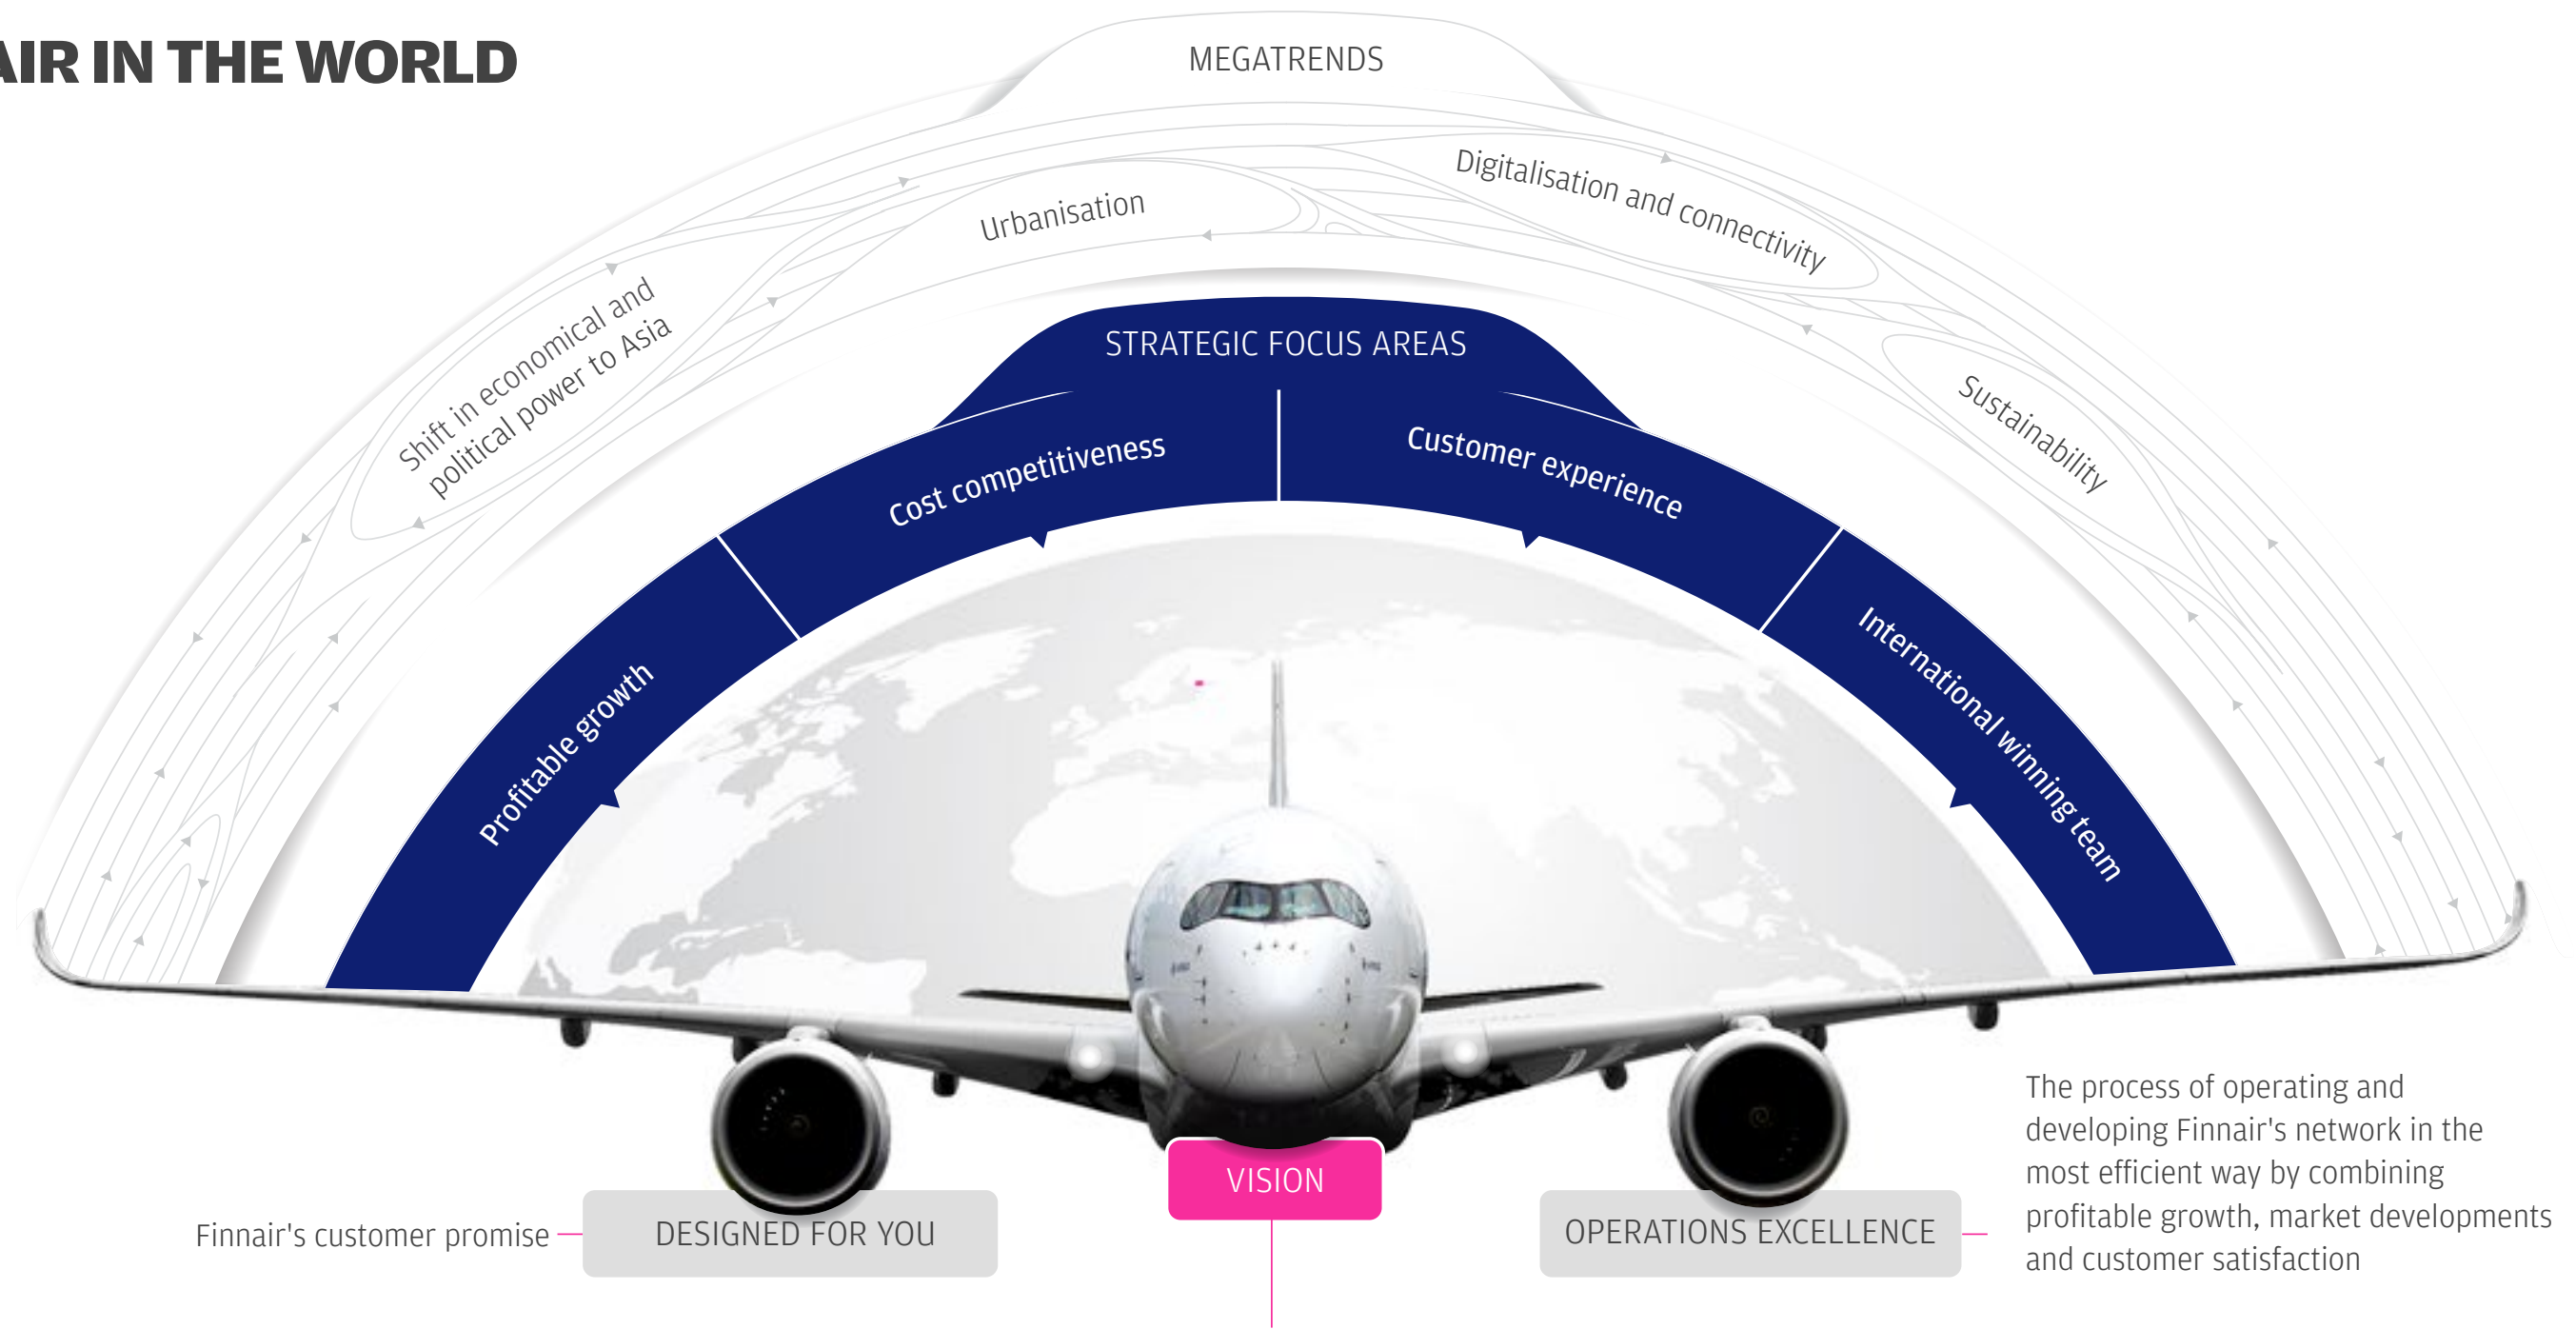 AIR IN THE WORLD
MEGATRENDS
Shift in economical and
political power to Asia
Urbanisation
Digitalisation and connectivity
Sustainability
STRATEGIC FOCUS AREAS
Profitable growth
Cost competitiveness
Customer experience
International winning team
VISION
Finnair's customer promise
DESIGNED FOR YOU
OPERATIONS EXCELLENCE
The process of operating and
developing Finnair's network in the
most efficient way by combining
profitable growth, market developments
and customer satisfaction